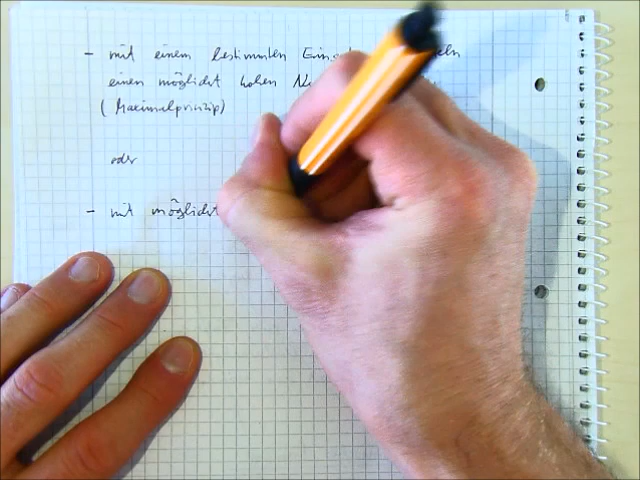 - mit einem bestimmten
einen möglichst hohen
(Maximalprinzip)
oder
- mit möglichst